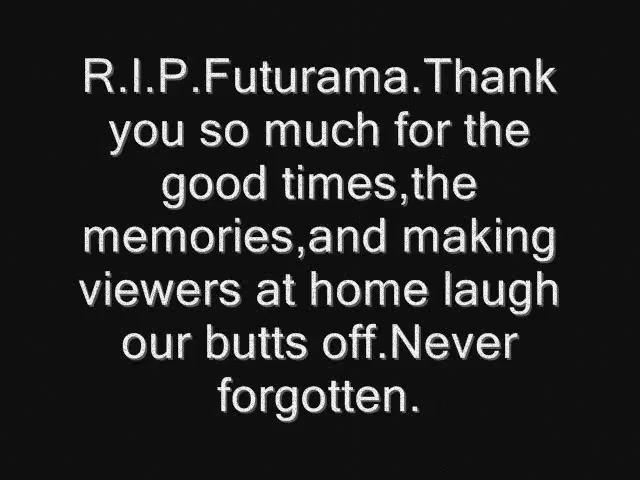 R.I.P.Futurama.Thank
you so much for the
good times,the
memories,and making
viewers at home laugh
our butts off.Never
forgotten.